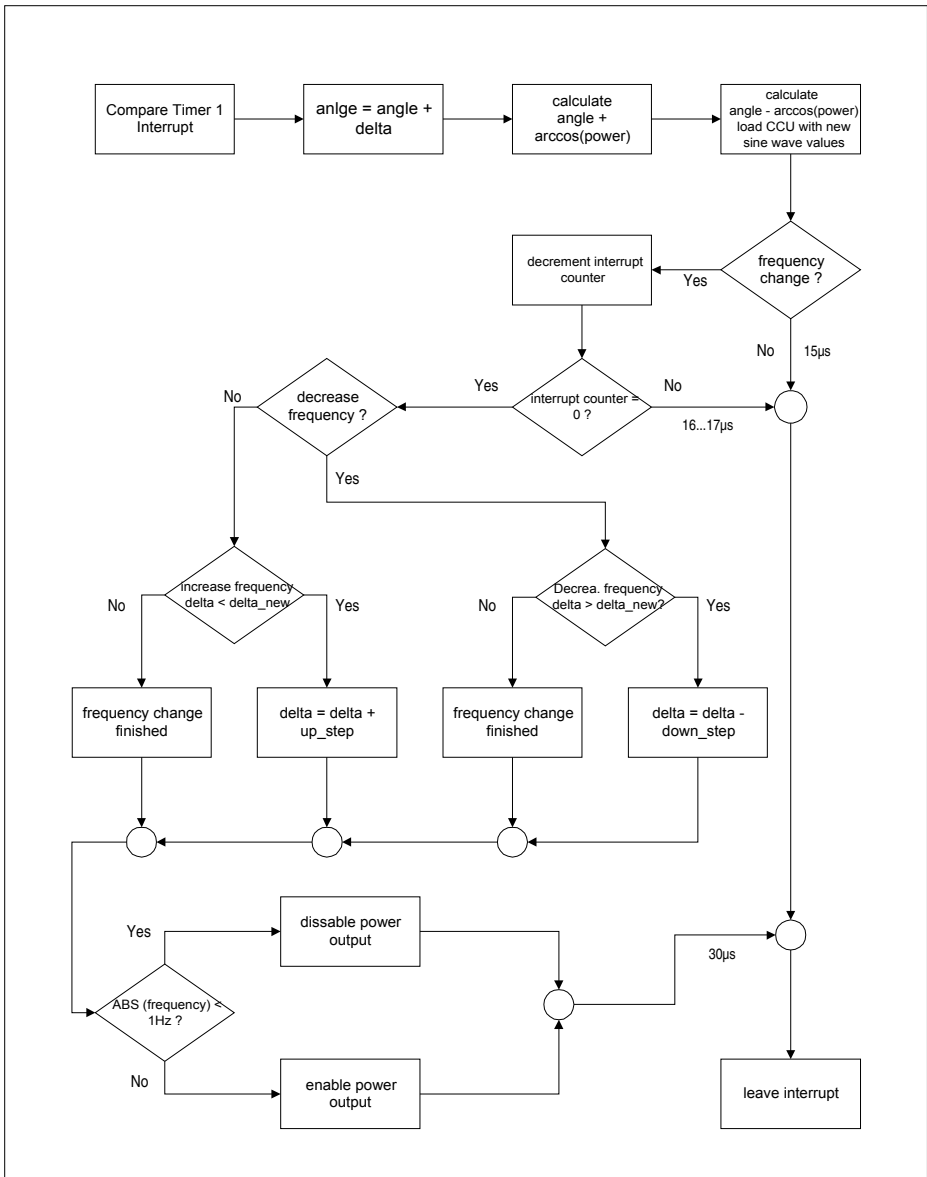 Compare Timer 1
Interrupt
anlge = angle +
delta
calculate
angle +
arccos(power)
calculate
angle - arccos(power)
load CCU with new
sine wave values
decrement interrupt
counter
Yes
frequency
change ?
No
15µs
No
decrease
frequency ?
Yes
interrupt counter =
0 ?
No
16...17µs
Yes
No
increase frequency
delta < delta_new
Yes
No
Decrea. frequency
delta > delta_new?
Yes
frequency change
finished
delta = delta +
up_step
frequency change
finished
delta = delta -
down_step
Yes
dissable power
output
30µs
ABS (frequency) <
1Hz ?
No
enable power
output
leave interrupt